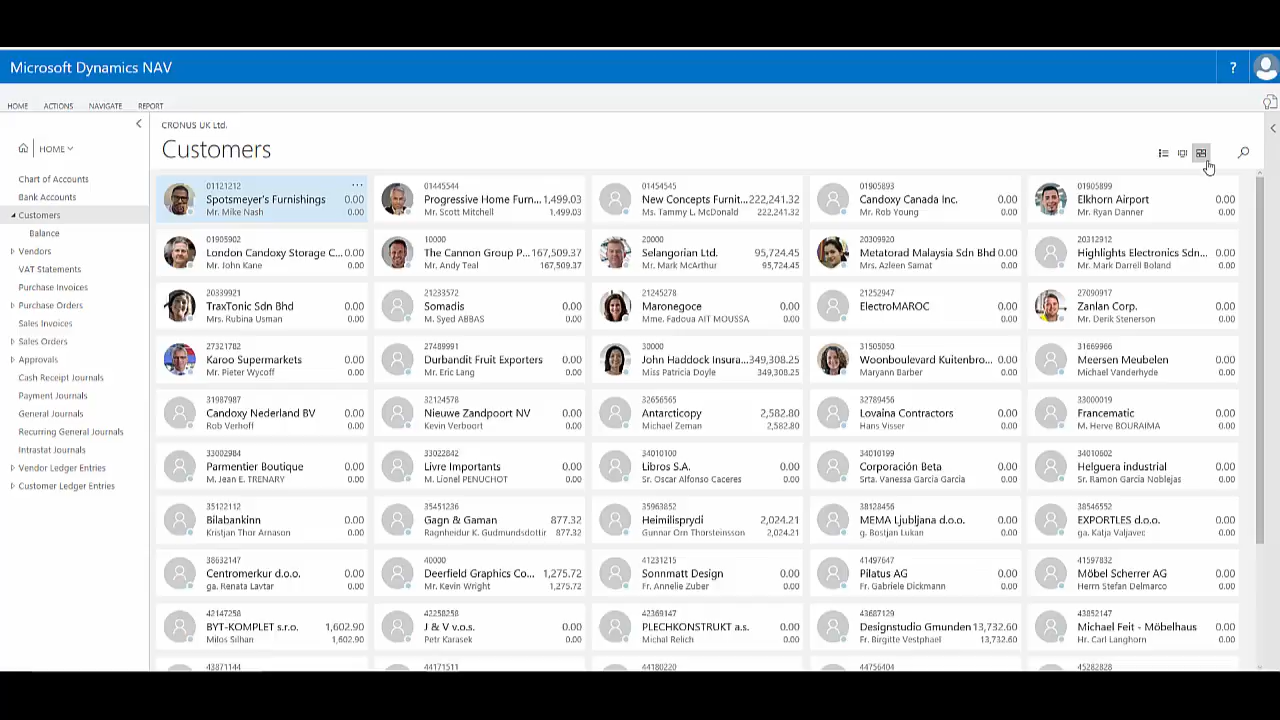 Microsoft Dynamics NAV
?
HOME ACTIONS NAVIGATE REPORT
HOME
Chart of Accounts
Bank Accounts
Customers
Balance
Vendors
VAT Statements
Purchase Invoices
Purchase Orders
Sales Invoices
Sales Orders
Approvals
Cash Receipt Journals
Payment Journals
General Journals
Recurring General Journals
Intrastat Journals
Vendor Ledger Entries
Customer Ledger Entries
CRONUS UK Ltd.
Customers
01121212 ...
Spotsmeyer's Furnishings 0.00
Mr. Mike Nash 0.00
01445544
Progressive Home Furn... 1,499.03
Mr. Scott Mitchell 1,499.03
01454545
New Concepts Furnit... 222,241.32
Ms. Tammy L. McDonald 222,241.32
01905893
Candoxy Canada Inc. 0.00
Mr. Rob Young 0.00
01905899
Elkhorn Airport 0.00
Mr. Ryan Danner 0.00
01905902
London Candoxy Storage C... 0.00
Mr. John Kane 0.00
10000
The Cannon Group P... 167,509.37
Mr. Andy Teal 167,509.37
20000
Selangorian Ltd. 95,724.45
Mr. Mark McArthur 95,724.45
20309920
Metatorad Malaysia Sdn Bhd 0.00
Mrs. Azleen Samat 0.00
20312912
Highlights Electronics Sdn... 0.00
Mr. Mark Darrell Boland 0.00
20339921
TraxTonic Sdn Bhd 0.00
Mrs. Rubina Usman 0.00
21233572
Somadis 0.00
M. Syed ABBAS 0.00
21245278
Maronegoce 0.00
Mme. Fadoua AIT MOUSSA 0.00
21252947
ElectroMAROC 0.00
0.00
27090917
Zanlan Corp. 0.00
Mr. Derik Stenerson 0.00
27321782
Karoo Supermarkets 0.00
Mr. Pieter Wycoff 0.00
27489991
Durbandit Fruit Exporters 0.00
Mr. Eric Lang 0.00
30000
John Haddock Insura... 349,308.25
Miss Patricia Doyle 349,308.25
31505050
Woonboulevard Kuitenbro... 0.00
Maryann Barber 0.00
31669966
Meersen Meubelen 0.00
Michael Vanderhyde 0.00
31987987
Candoxy Nederland BV 0.00
Rob Verhoff 0.00
32124578
Nieuwe Zandpoort NV 0.00
Kevin Verboort 0.00
32656565
Antarcticopy 2,582.80
Michael Zeman 2,582.80
32789456
Lovaina Contractors 0.00
Hans Visser 0.00
33000019
Francematic 0.00
M. Herve BOURAIMA 0.00
33002984
Parmentier Boutique 0.00
M. Jean E. TRENARY 0.00
33022842
Livre Importants 0.00
M. Lionel PENUCHOT 0.00
34010100
Libros S.A. 0.00
Sr. Oscar Alfonso Caceres 0.00
34010199
Corporación Beta 0.00
Srta. Vanessa Garcia Garcia 0.00
34010602
Helguera industrial 0.00
Sr. Ramon Garcia Noblejas 0.00
35122112
Bilabankinn 0.00
Kristjan Thor Arnason 0.00
35451236
Gagn & Gaman 877.32
Ragnheidur K. Gudmundsdottir 877.32
35963852
Heimilisprydi 2,024.21
Gunnar Orn Thorsteinsson 2,024.21
38128456
MEMA Ljubljana d.o.o. 0.00
g. Bostjan Lukan 0.00
38546552
EXPORTLES d.o.o. 0.00
ga. Katja Valjavec 0.00
38632147
Centromerkur d.o.o. 0.00
ga. Renata Lavtar 0.00
40000
Deerfield Graphics Co... 1,275.72
Mr. Kevin Wright 1,275.72
41231215
Sonnmatt Design 0.00
Fr. Annelie Zuber 0.00
41497647
Pilatus AG 0.00
Fr. Gabriele Dickmann 0.00
41597832
Möbel Scherrer AG 0.00
Herrn Stefan Delmarco 0.00
42147258
BYT-KOMPLET s.r.o. 1,602.90
Milos Silhan 1,602.90
42258258
J & V v.o.s. 0.00
Petr Karasek 0.00
42369147
PLECHKONSTRUKT a.s. 0.00
Michal Relich 0.00
43687129
Designstudio Gmunden 13,732.60
Fr. Birgitte Vestphael 13,732.60
43852147
Michael Feit - Möbelhaus 0.00
Hr. Carl Langhorn 0.00
43871144
44171511
44180220
44756404
45282828